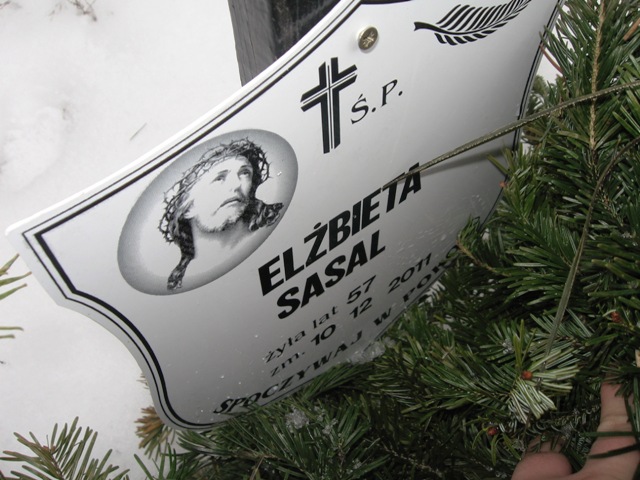 Ś.P.
ELŻBIETA
SASAL
żyła lat 57
zm. 10 12 2011
SPOCZYWAJ W